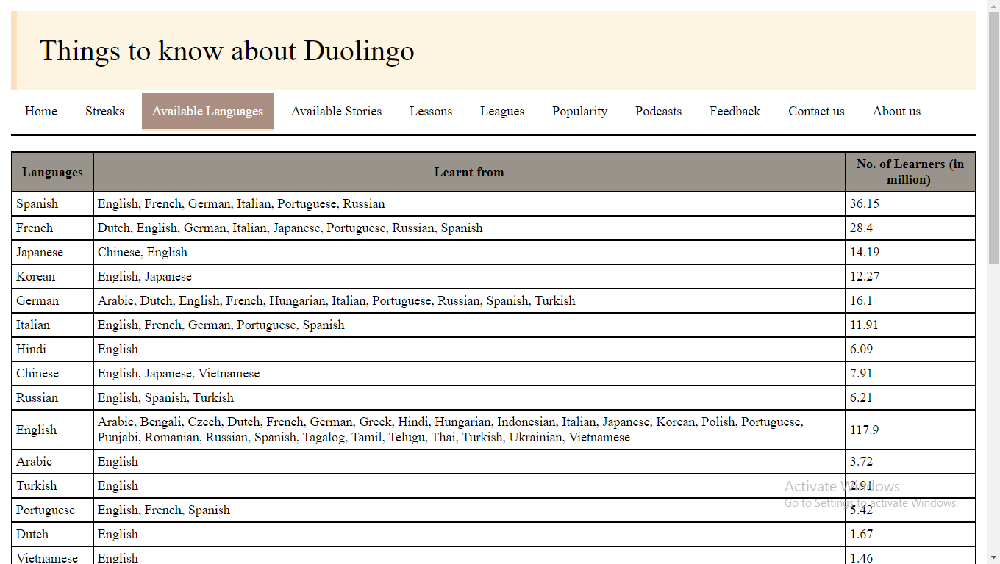 Things to know about Duolingo
Home Streaks Available Languages Available Stories Lessons Leagues Popularity Podcasts Feedback Contact us About us
Languages Learnt from No. of Learners (in
million)
Spanish English, French, German, Italian, Portuguese, Russian 36.15
French Dutch, English, German, Italian, Japanese, Portuguese, Russian, Spanish 28.4
Japanese Chinese, English 14.19
Korean English, Japanese 12.27
German Arabic, Dutch, English, French, Hungarian, Italian, Portuguese, Russian, Spanish, Turkish 16.1
Italian English, French, German, Portuguese, Spanish 11.91
Hindi English 6.09
Chinese English, Japanese, Vietnamese 7.91
Russian English, Spanish, Turkish 6.21
English Arabic, Bengali, Czech, Dutch, French, German, Greek, Hindi, Hungarian, Indonesian, Italian, Japanese, Korean, Polish, Portuguese,
Punjabi, Romanian, Russian, Spanish, Tagalog, Tamil, Telugu, Thai, Turkish, Ukrainian, Vietnamese 117.9
Arabic English 3.72
Turkish English 2.91
Activate Windows
Go to Settings to activate Windows.
Portuguese English, French, Spanish 5.42
Dutch English 1.67
Vietnamese English 1.46